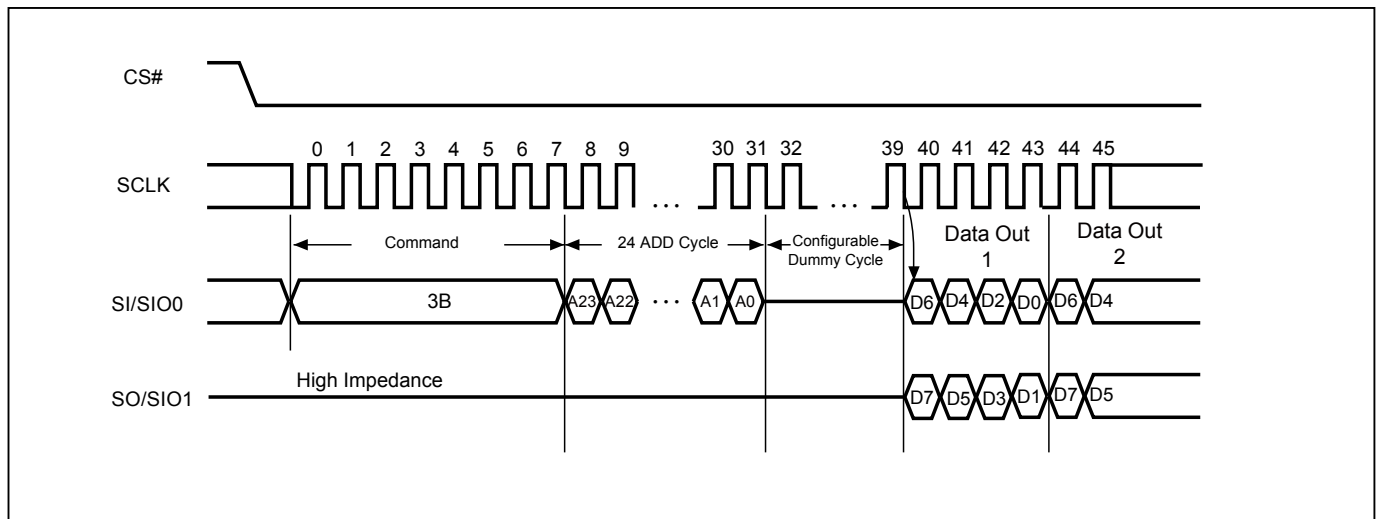 CS#
0 1 2 3 4 5 6 7 8 9 30 31 32 39 40 41 42 43 44 45
SCLK
... ...
Command 24 ADD Cycle Configurable Dummy Cycle Data Out 1 Data Out 2
SI/SIO0 3B A23 A22 ... A1 A0 D6 D4 D2 D0 D6 D4
High Impedance
SO/SIO1 D7 D5 D3 D1 D7 D5